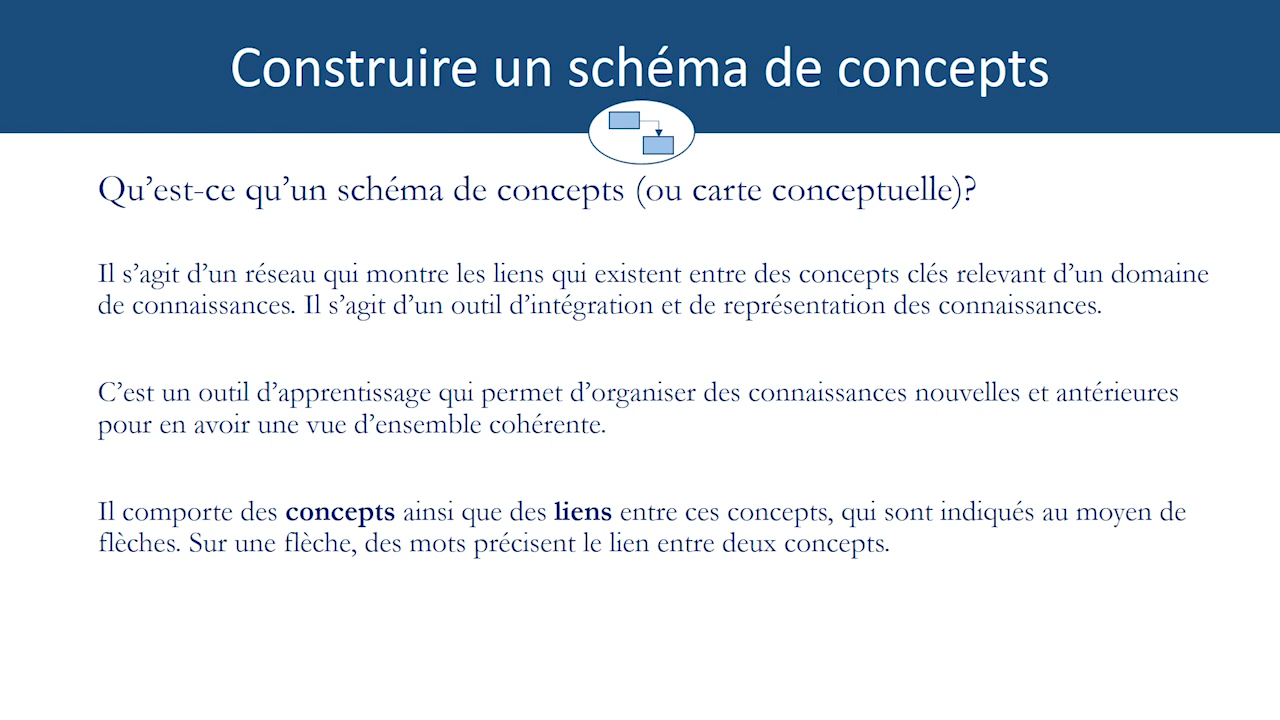 Construire un schéma de concepts
Qu’est-ce qu’un schéma de concepts (ou carte conceptuelle)?
Il s’agit d’un réseau qui montre les liens qui existent entre des concepts clés relevant d’un domaine
de connaissances. Il s’agit d’un outil d’intégration et de représentation des connaissances.
C’est un outil d’apprentissage qui permet d’organiser des connaissances nouvelles et antérieures
pour en avoir une vue d’ensemble cohérente.
Il comporte des concepts ainsi que des liens entre ces concepts, qui sont indiqués au moyen de
flèches. Sur une flèche, des mots précisent le lien entre deux concepts.